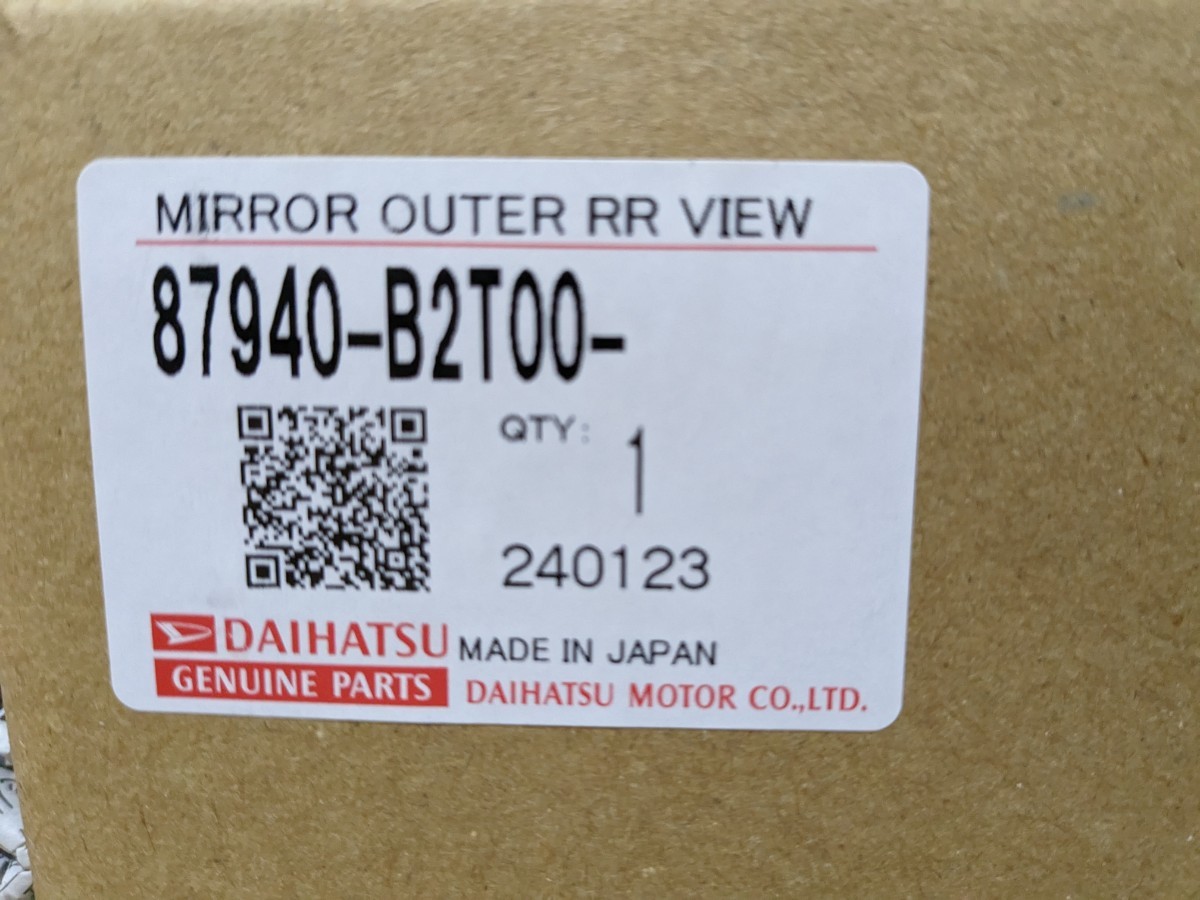 MIRROR OUTER RR VIEW
87940-B2T00-
QTY: 1
240123
DAIHATSU MADE IN JAPAN
GENUINE PARTS DAIHATSU MOTOR CO.,LTD.